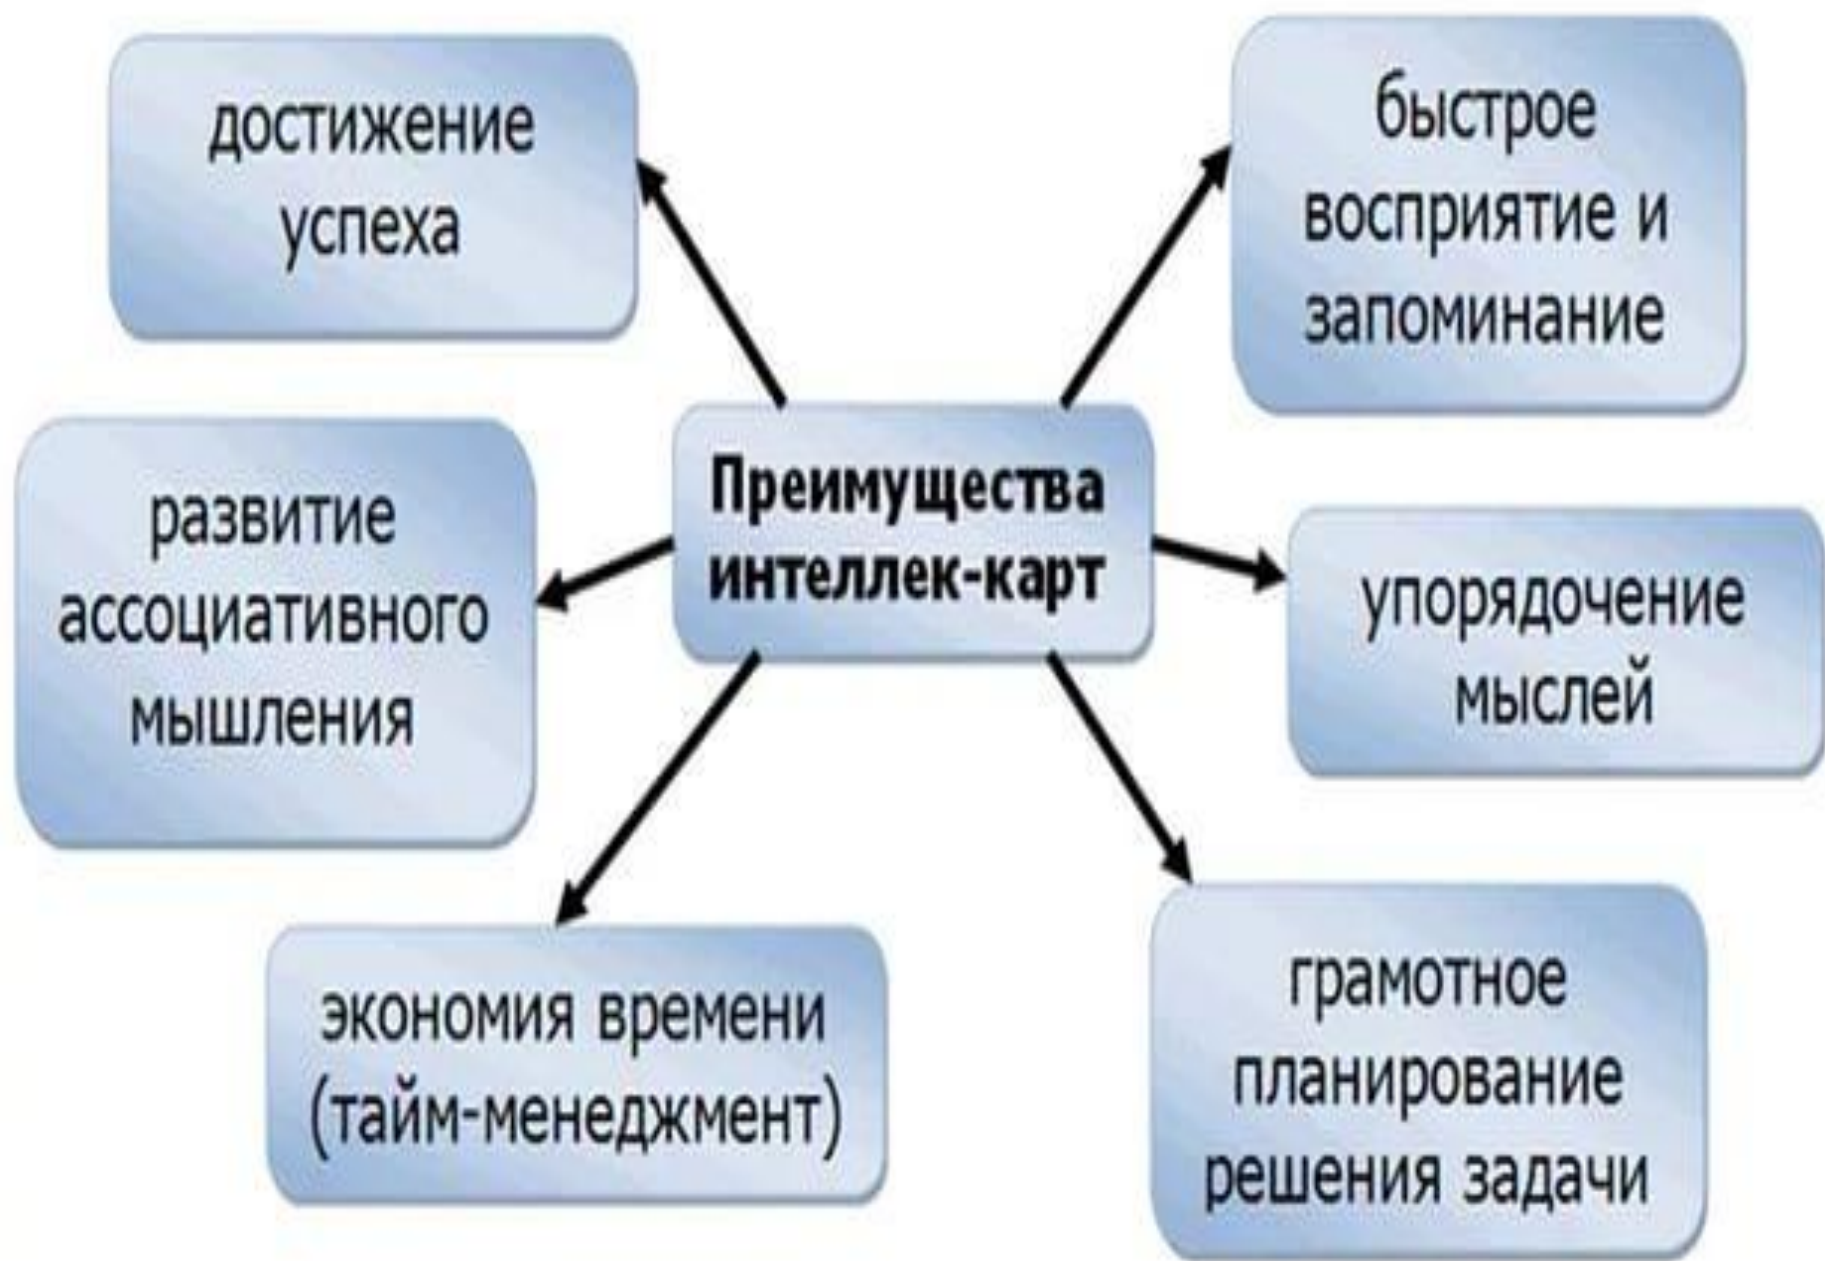 достижение
успеха
быстрое
восприятие и
запоминание
Преимущества
интеллек-карт
развитие
ассоциативного
мышления
упорядочение
мыслей
экономия времени
(тайм-менеджмент)
грамотное
планирование
решения задачи